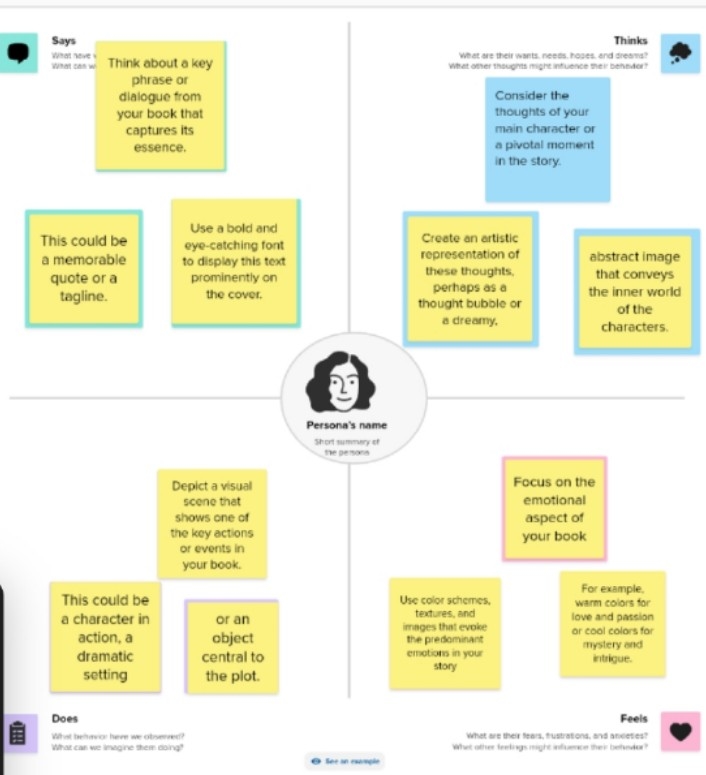 Says
What have
What can w
Think about a key
phrase or
dialogue from
your book that
captures its
essence.
This could be
a memorable
quote or a
tagline.
Use a bold and
eye-catching font
to display this text
prominently on
the cover.
Thinks
What are their wants, needs, hopes, and dreams?
What other thoughts might influence their behavior?
Consider the
thoughts of your
main character or
a pivotal moment
in the story.
Create an artistic
representation of
these thoughts,
perhaps as a
thought bubble or
a dreamy,
abstract image
that conveys
the inner world
of the
characters.
Persona's name
Short summary of
the persona
Depict a visual
scene that
shows one of
the key actions
or events in
your book.
This could be
a character in
action, a
dramatic
setting
or an
object
central to
the plot.
Does
What behavior have we observed?
What can we imagine them doing?
Focus on the
emotional
aspect of
your book
Use color schemes,
textures, and
images that evoke
the predominant
emotions in your
story
For example,
warm colors for
love and passion
or cool colors for
mystery and
intrigue.
Feels
What are their fears, frustrations, and anxieties?
What other feelings might influence their behavior?
See an example